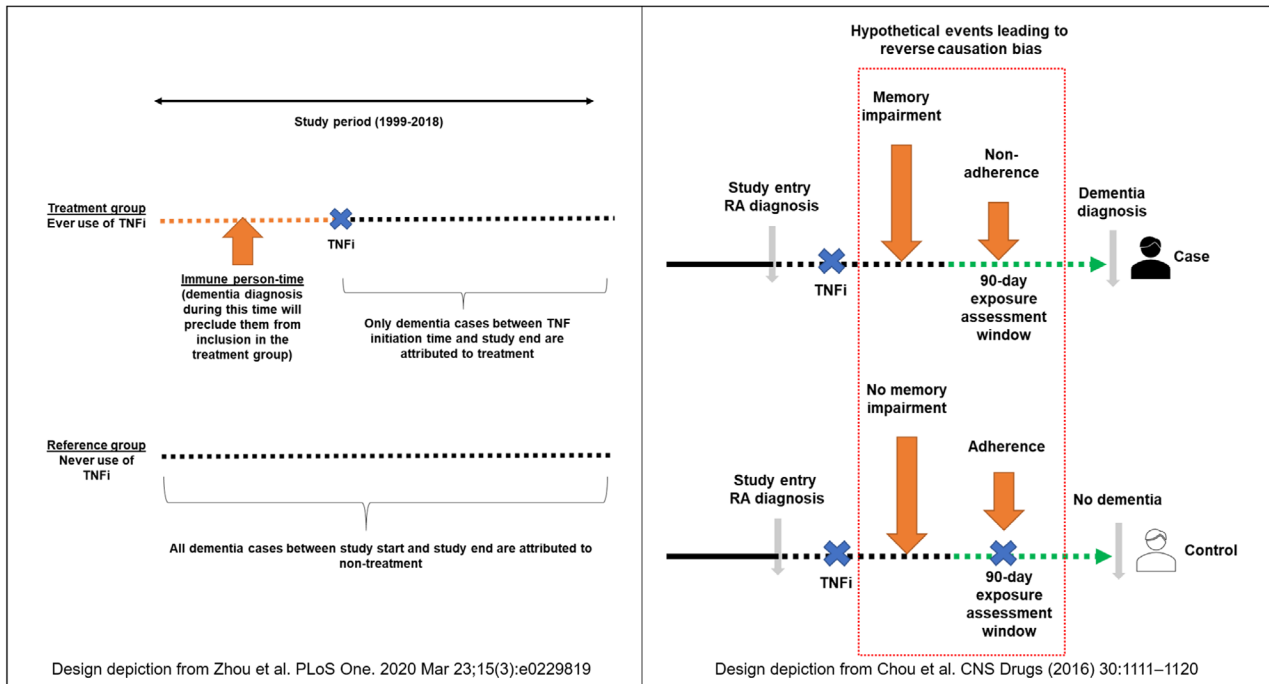 Study period (1999-2018)
Treatment group
Ever use of TNFi
TNFi
Immune person-time
(dementia diagnosis
during this time will
preclude them from
inclusion in the
treatment group)
Only dementia cases between TNF
initiation time and study end are
attributed to treatment
Reference group
Never use of
TNFi
All dementia cases between study start and study end are attributed to
non-treatment
Design depiction from Zhou et al. PLoS One. 2020 Mar 23;15(3):e0229819
Hypothetical events leading to
reverse causation bias
Memory
impairment
Non-
adherence
Study entry
RA diagnosis
Dementia
diagnosis
Case
TNFi
90-day
exposure
assessment
window
No memory
impairment
Adherence
Study entry
RA diagnosis
No dementia
Control
TNFi
90-day
exposure
assessment
window
Design depiction from Chou et al. CNS Drugs (2016) 30:1111–1120